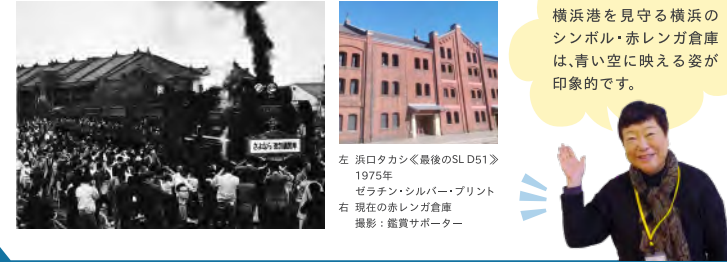 横浜港を見守る横浜の
シンボル・赤レンガ倉庫
は、青い空に映える姿が
印象的です。
左 浜口タカシ≪最後のSL D51≫
1975年
ゼラチン・シルバー・プリント
右 現在の赤レンガ倉庫
撮影：鑑賞サポーター